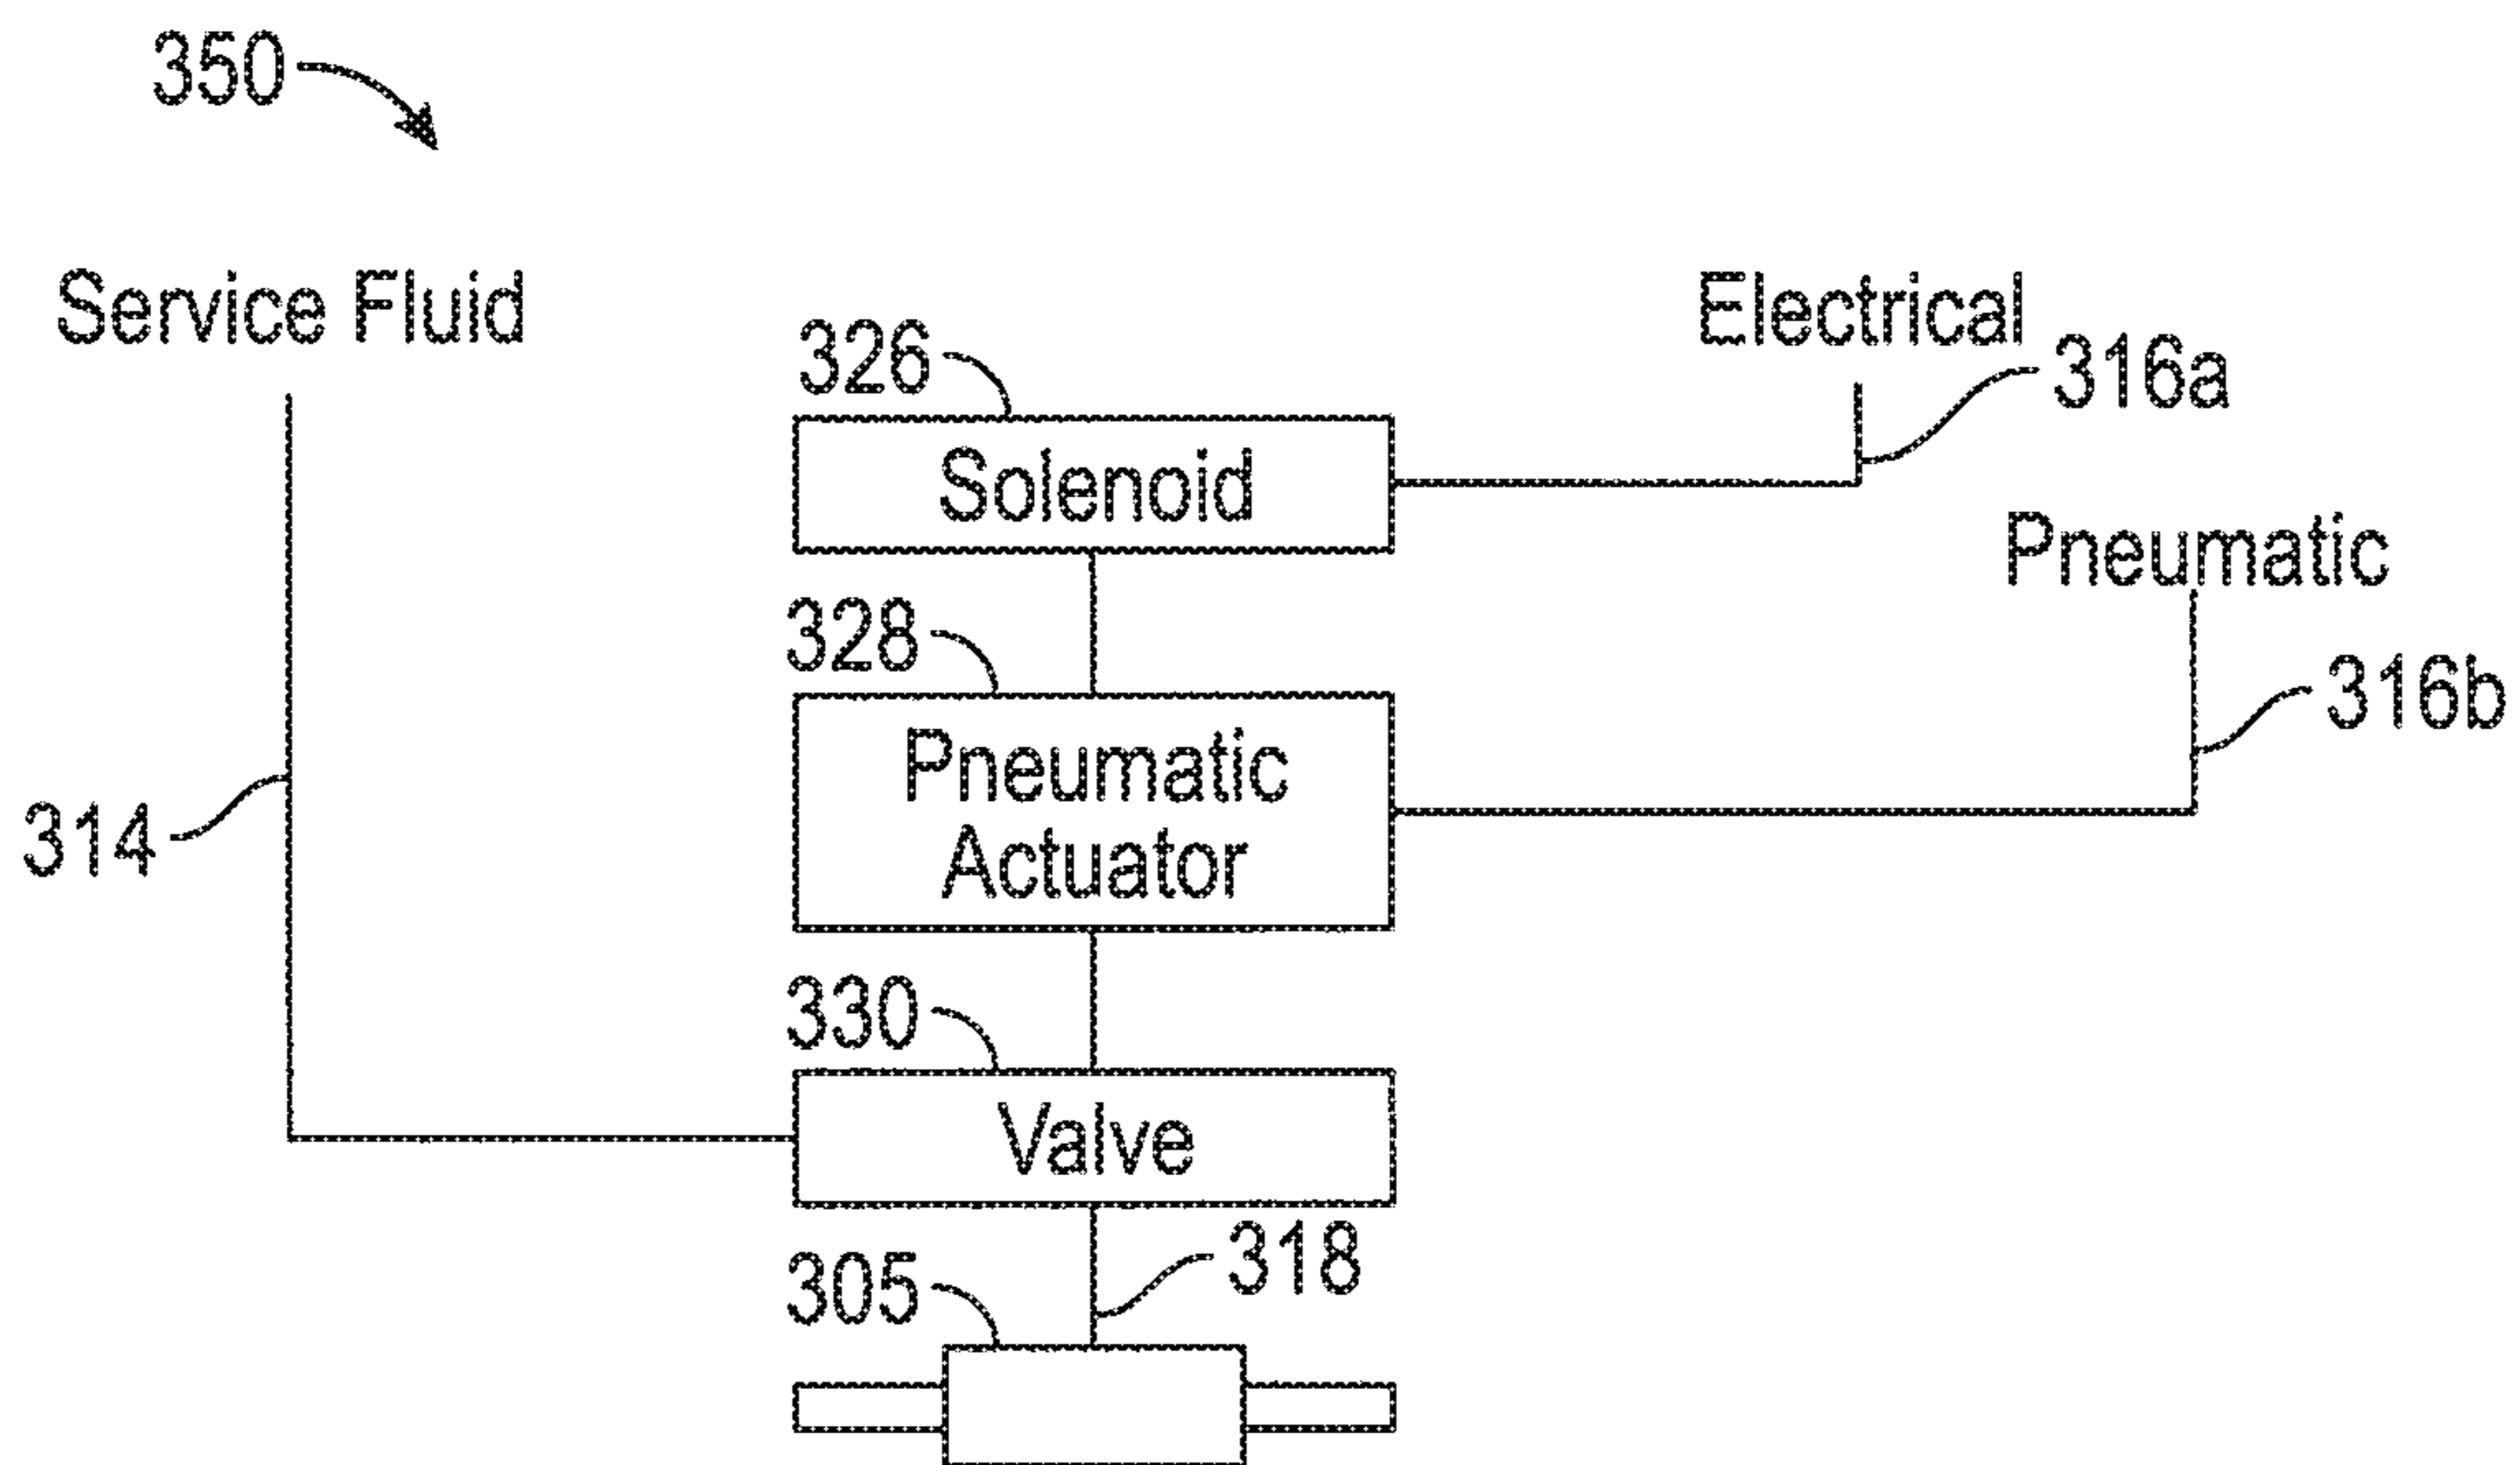 350
Service Fluid
Electrical
326
316a
Solenoid
Pneumatic
328
316b
Pneumatic
Actuator
314
330
Valve
318
305